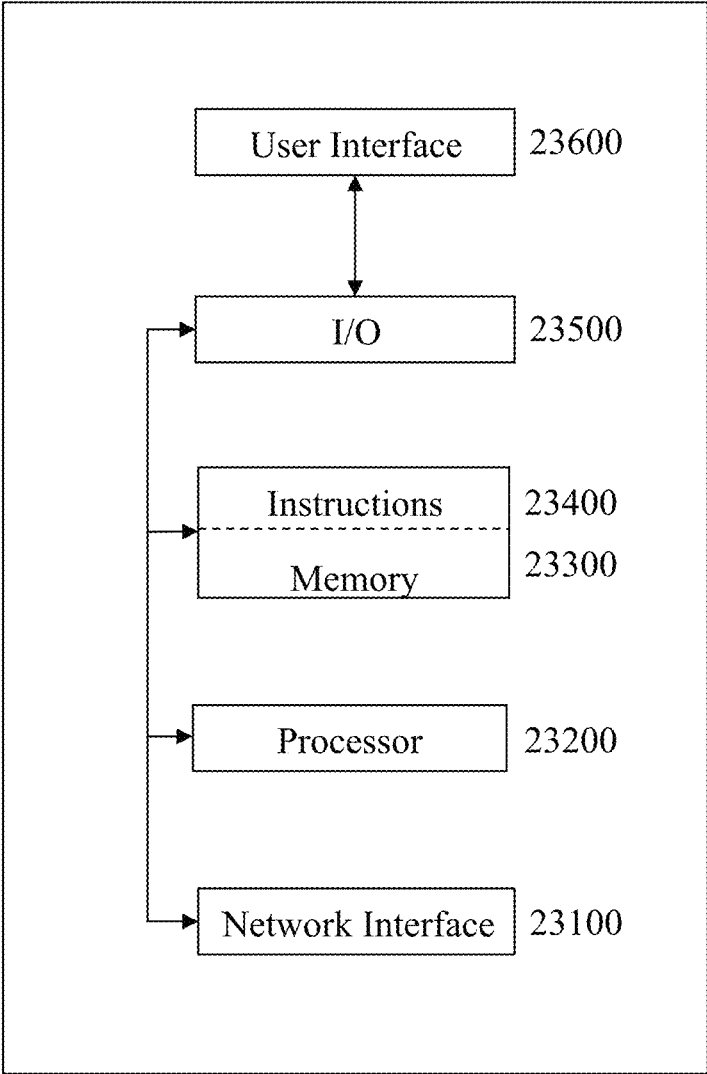 User Interface 23600
I/O 23500
Instructions 23400
Memory 23300
Processor 23200
Network Interface 23100